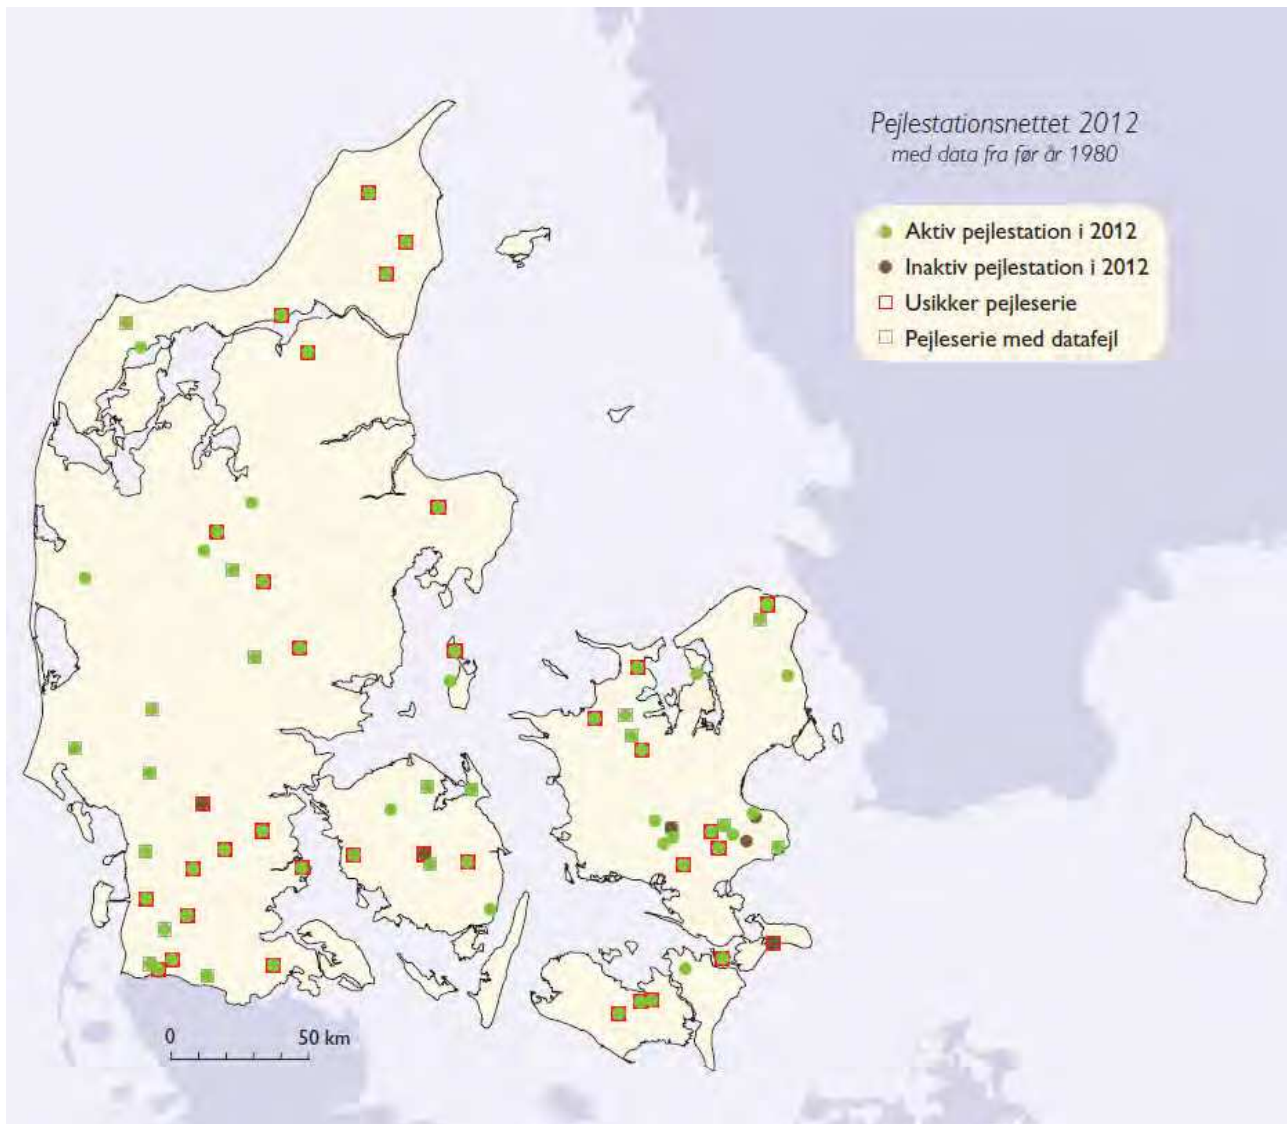 Pejlestationsnettet 2012
med data fra før år 1980
Aktiv pejlestation i 2012
Inaktiv pejlestation i 2012
Usikker pejleserie
Pejleserie med datafejl
0 50 km